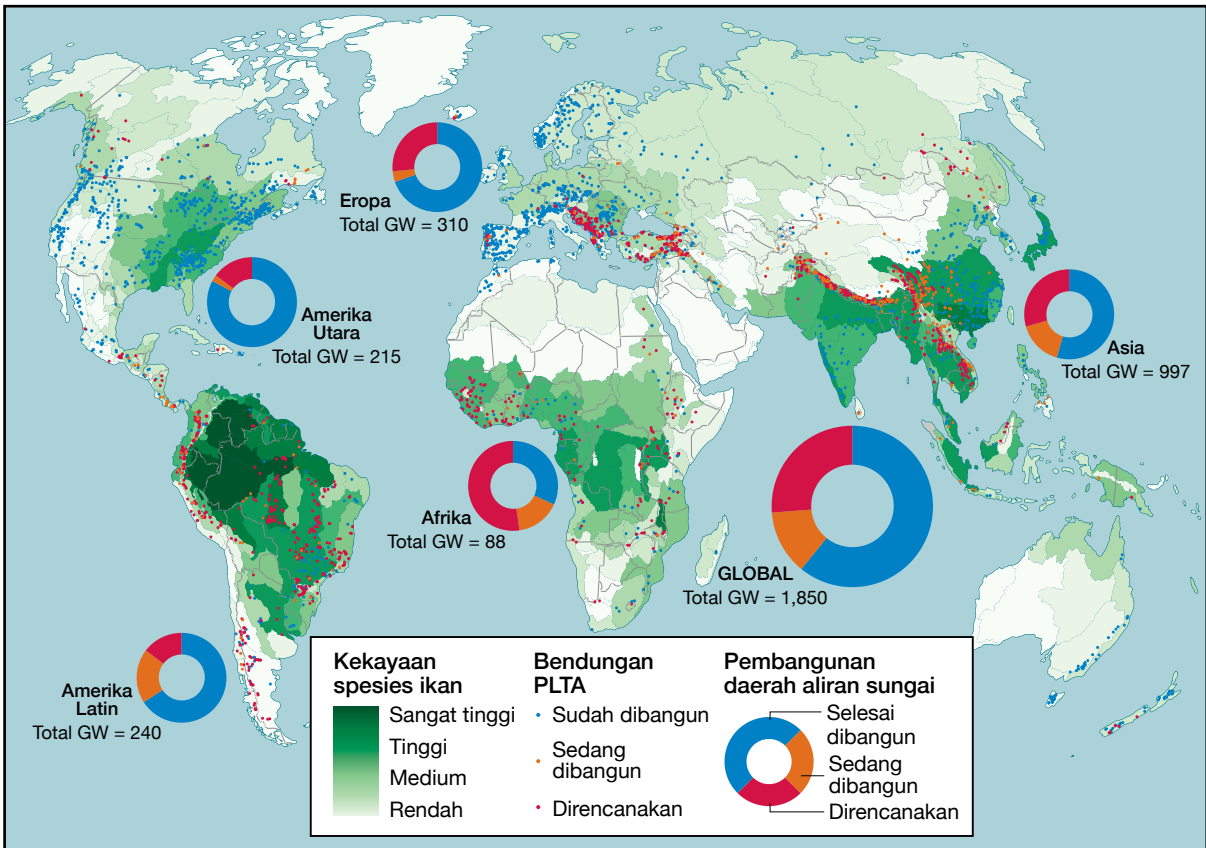 Eropa
Total GW = 310
Amerika
Utara
Total GW = 215
Asia
Total GW = 997
Afrika
Total GW = 88
GLOBAL
Total GW = 1,850
Amerika
Latin
Total GW = 240
Kekayaan
spesies ikan
Sangat tinggi
Tinggi
Medium
Rendah
Bendungan
PLTA
Sudah dibangun
Sedang
dibangun
Direncanakan
Pembangunan
daerah aliran sungai
Selesai
dibangun
Sedang
dibangun
Direncanakan